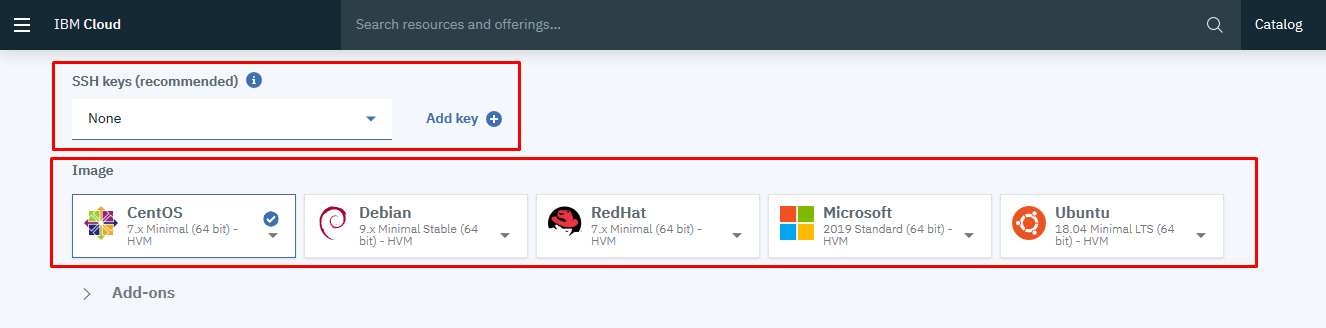 IBM Cloud
Search resources and offerings...
Catalog
SSH keys (recommended)
None
Add key
Image
CentOS
7.x Minimal (64 bit) -
HVM
Debian
9.x Minimal Stable (64
bit) - HVM
RedHat
7.x Minimal (64 bit) -
HVM
Microsoft
2019 Standard (64 bit) -
HVM
Ubuntu
18.04 Minimal LTS (64
bit) - HVM
Add-ons